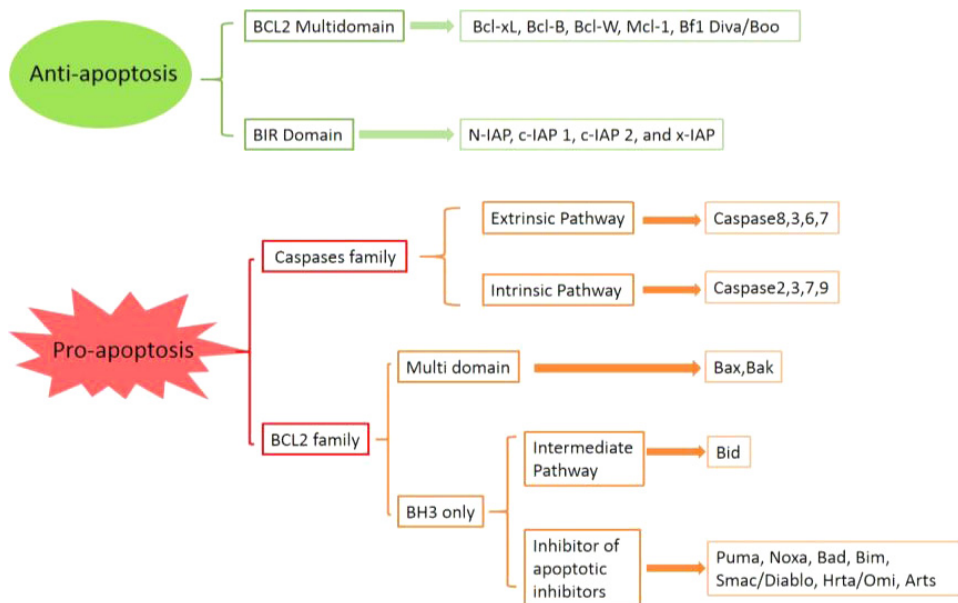 Anti-apoptosis
BCL2 Multidomain
Bcl-xL, Bcl-B, Bcl-W, Mcl-1, Bf1 Diva/Boo
BIR Domain
N-IAP, c-IAP 1, c-IAP 2, and x-IAP
Pro-apoptosis
Caspases family
Extrinsic Pathway
Caspase8,3,6,7
Intrinsic Pathway
Caspase2,3,7,9
BCL2 family
Multi domain
Bax,Bak
BH3 only
Intermediate
Pathway
Bid
Inhibitor of
apoptotic
inhibitors
Puma, Noxa, Bad, Bim,
Smac/Diablo, Hrta/Omi, Arts